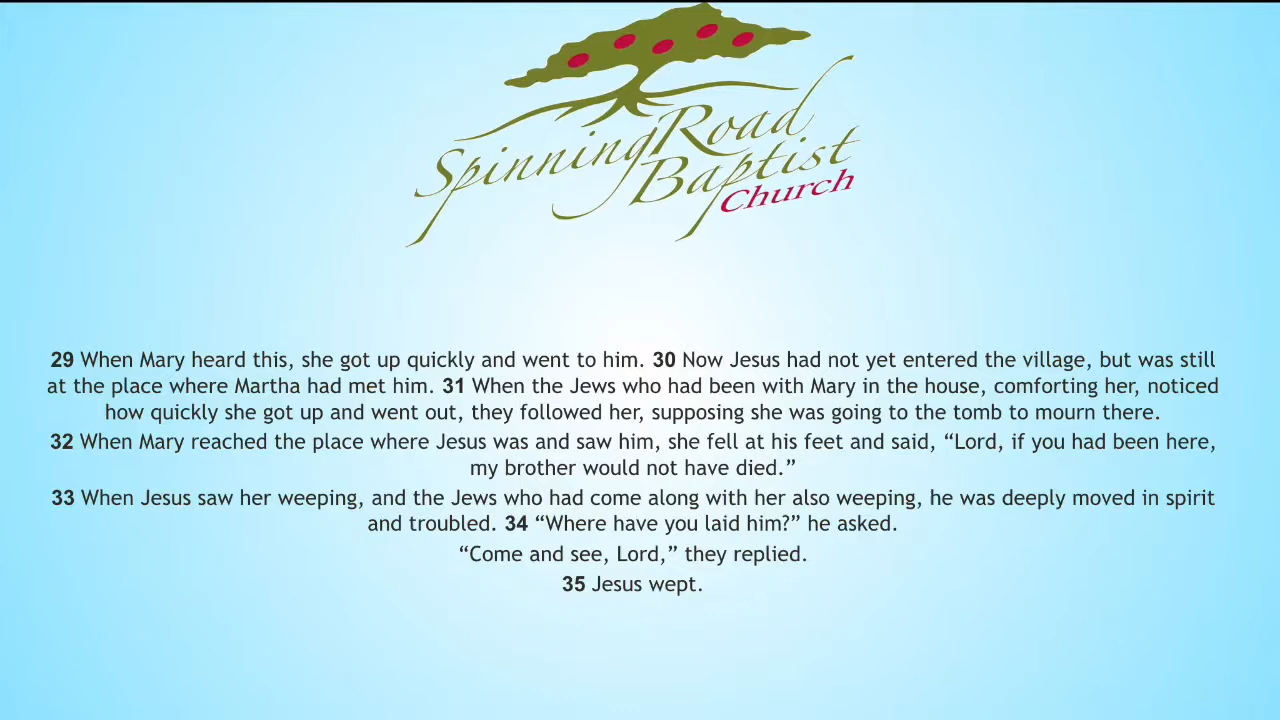 Spinning Road
Baptist
Church
29 When Mary heard this, she got up quickly and went to him. 30 Now Jesus had not yet entered the village, but was still
at the place where Martha had met him. 31 When the Jews who had been with Mary in the house, comforting her, noticed
how quickly she got up and went out, they followed her, supposing she was going to the tomb to mourn there.
32 When Mary reached the place where Jesus was and saw him, she fell at his feet and said, “Lord, if you had been here,
my brother would not have died.”
33 When Jesus saw her weeping, and the Jews who had come along with her also weeping, he was deeply moved in spirit
and troubled. 34 “Where have you laid him?” he asked.
“Come and see, Lord,” they replied.
35 Jesus wept.